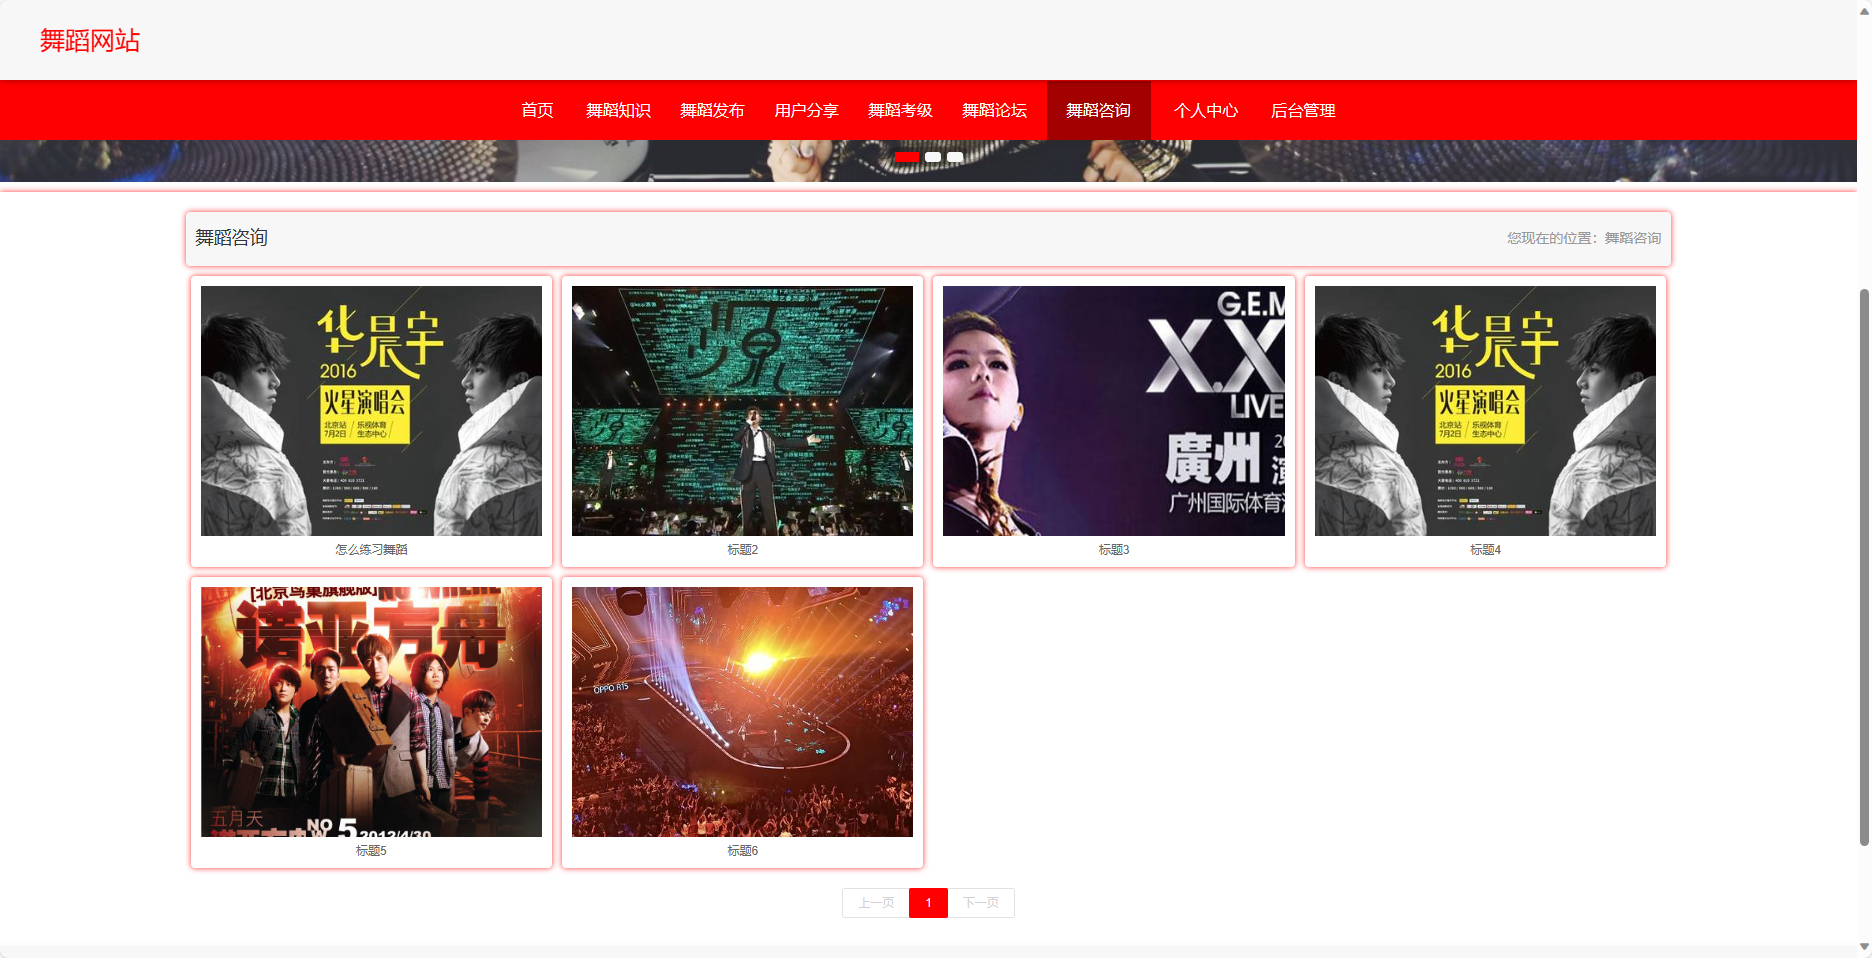 舞蹈网站
首页 舞蹈知识 舞蹈发布 用户分享 舞蹈考级 舞蹈论坛 舞蹈咨询 个人中心 后台管理
舞蹈咨询
您现在的位置：舞蹈咨询
华晨宇
2016
火星演唱会
北京站 / 乐视体育 /
7月2日 / 生态中心 /
怎么练习舞蹈
标题2
G.E.M
X.X
LIVE
廣州
广州国际体育
标题3
华晨宇
2016
火星演唱会
北京站 / 乐视体育 /
7月2日 / 生态中心 /
标题4
[北京鸟巢旗舰版]
诺亚方舟
五月天
NO 5 2012/4/30
标题5
OPPO R15
标题6
上一页 1 下一页